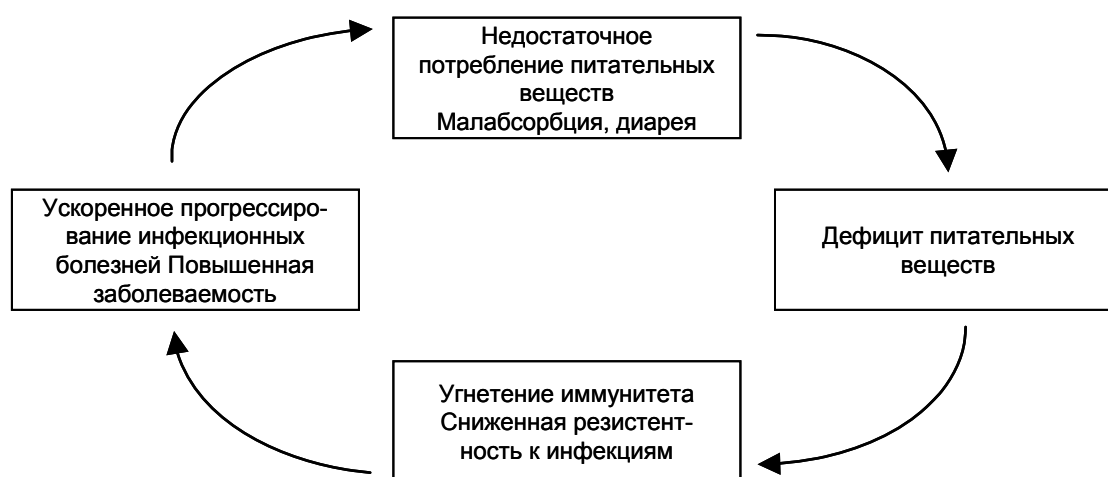 Недостаточное
потребление питательных
веществ
Малабсорбция, диарея
Ускоренное прогрессиро-
вание инфекционных
болезней Повышенная
заболеваемость
Дефицит питательных
веществ
Угнетение иммунитета
Сниженная резистент-
ность к инфекциям